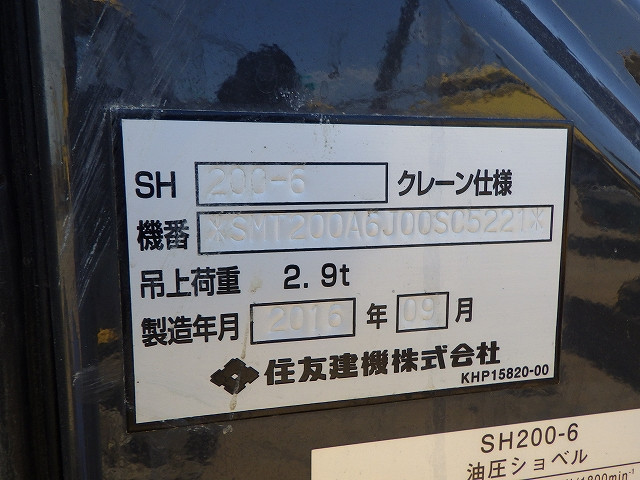 SH 200-6 クレーン仕様
機番 *SMT200A6J00SC5221*
吊上荷重 2.9t
製造年月 2016 年 09 月
住友建機株式会社
KHP15820-00
SH200-6
油圧ショベル